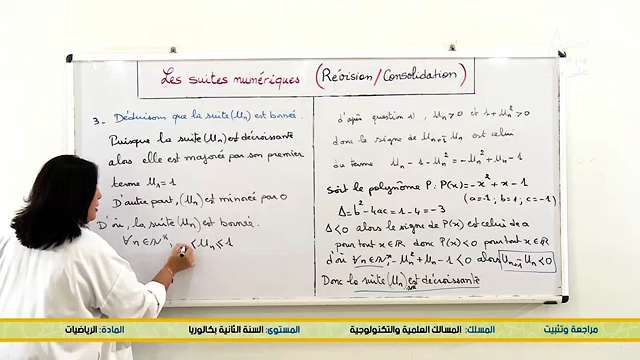 Les suites numériques (Révision/Consolidation)
3- Déduisons que la suite (Un) est bornée.
Puisque la suite (Un) est décroissante
alors elle est majorée par son premier
terme U1 = 1
D'autre part, (Un) est minorée par 0
D'où, la suite (Un) est bornée.
∀n∈ℕ*, < Un ≤ 1
d'après question 1), Un > 0 et 1+Un² > 0
donc le signe de Un+1 - Un est celui
du terme Un - 1 - Un² = -Un² + Un - 1
Soit le polynôme P : P(x) = -x² + x - 1
(a=-1; b=1; c=-1)
Δ = b² - 4ac = 1 - 4 = -3
Δ < 0 alors le signe de P(x) est celui de a
pour tout x∈ℝ donc P(x) < 0 pour tout x∈ℝ
d'où ∀n∈ℕ*, -Un² + Un - 1 < 0 alors Un+1 - Un < 0
Donc la suite (Un) est décroissante
مراجعة وتثبيت المسلك: المسالك العلمية والتكنولوجية المستوى: السنة الثانية بكالوريا المادة: الرياضيات